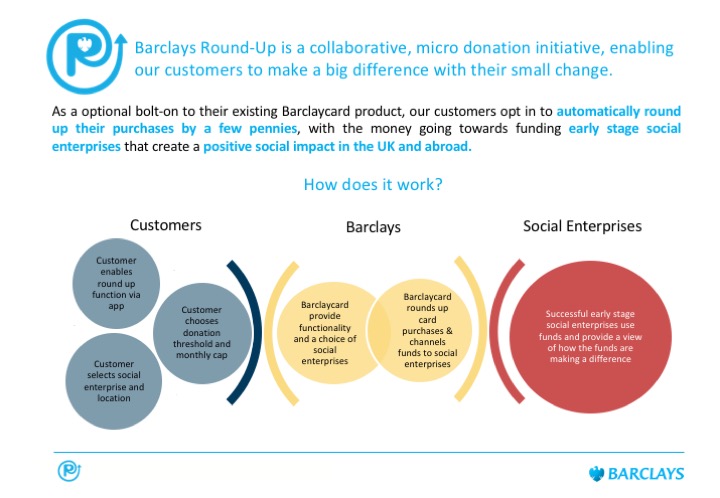 Barclays Round-Up is a collaborative, micro donation initiative, enabling
our customers to make a big difference with their small change.
As a optional bolt-on to their existing Barclaycard product, our customers opt in to automatically round
up their purchases by a few pennies, with the money going towards funding early stage social
enterprises that create a positive social impact in the UK and abroad.
How does it work?
Customers
Customer
enables
round up
function via
app
Customer
selects social
enterprise and
location
Customer
chooses
donation
threshold and
monthly cap
Barclays
Barclaycard
provide
functionality
and a choice of
social
enterprises
Barclaycard
rounds up
card
purchases &
channels
funds to social
enterprises
Social Enterprises
Successful early stage
social enterprises use
funds and provide a view
of how the funds are
making a difference
BARCLAYS